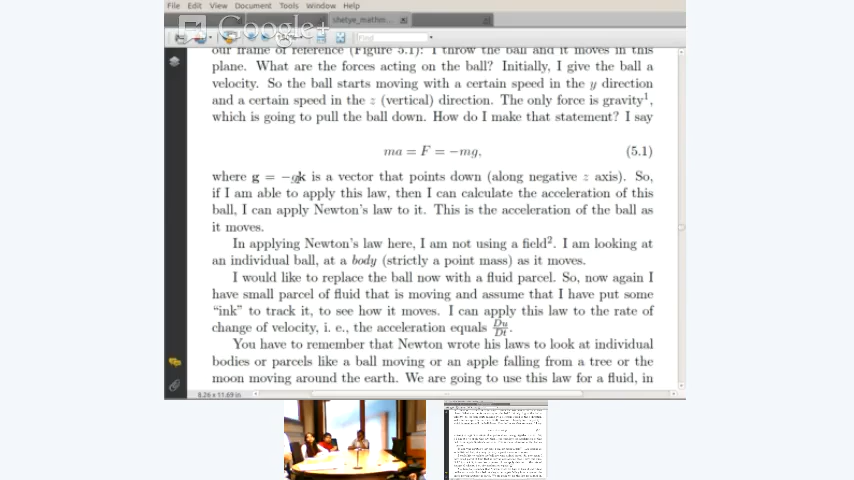 File Edit View Document Tools Window Help
Google+
shetye_mathm...
Find
our frame of reference (Figure 5.1): I throw the ball and it moves in this
plane. What are the forces acting on the ball? Initially, I give the ball a
velocity. So the ball starts moving with a certain speed in the y direction
and a certain speed in the z (vertical) direction. The only force is gravity¹,
which is going to pull the ball down. How do I make that statement? I say
ma = F = −mg, (5.1)
where g = −gk is a vector that points down (along negative z axis). So,
if I am able to apply this law, then I can calculate the acceleration of this
ball, I can apply Newton's law to it. This is the acceleration of the ball as
it moves.
In applying Newton's law here, I am not using a field². I am looking at
an individual ball, at a body (strictly a point mass) as it moves.
I would like to replace the ball now with a fluid parcel. So, now again I
have small parcel of fluid that is moving and assume that I have put some
"ink" to track it, to see how it moves. I can apply this law to the rate of
change of velocity, i. e., the acceleration equals Du/Dt.
You have to remember that Newton wrote his laws to look at individual
bodies or parcels like a ball moving or an apple falling from a tree or the
moon moving around the earth. We are going to use this law for a fluid, in
8.26 x 11.69 in